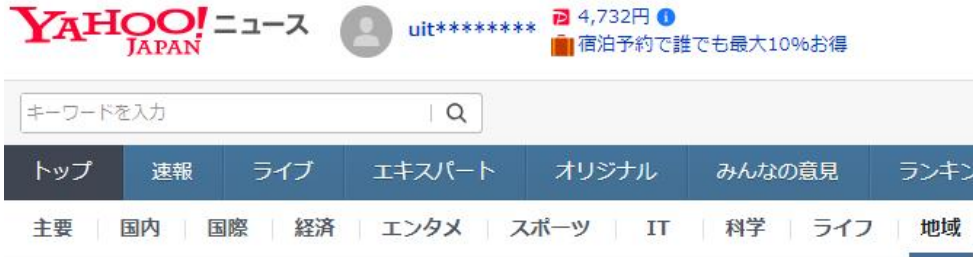 YAHOO! ニュース
JAPAN
uit********
4,732円
宿泊予約で誰でも最大10%お得
キーワードを入力
トップ 速報 ライブ エキスパート オリジナル みんなの意見 ランキン
主要 国内 国際 経済 エンタメ スポーツ IT 科学 ライフ 地域